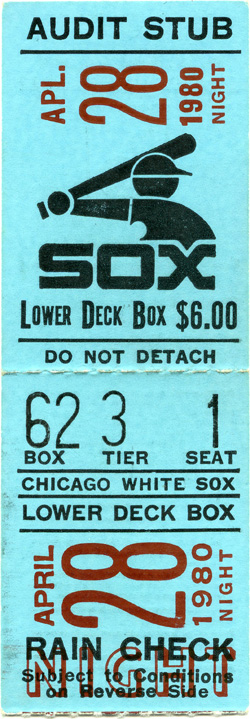 AUDIT STUB
APL. 28 1980 NIGHT
SOX
LOWER DECK BOX $6.00
DO NOT DETACH
62 3 1
BOX TIER SEAT
CHICAGO WHITE SOX
LOWER DECK BOX
APRIL 28 1980
NIGHT
RAIN CHECK
Subject to Conditions
on Reverse Side